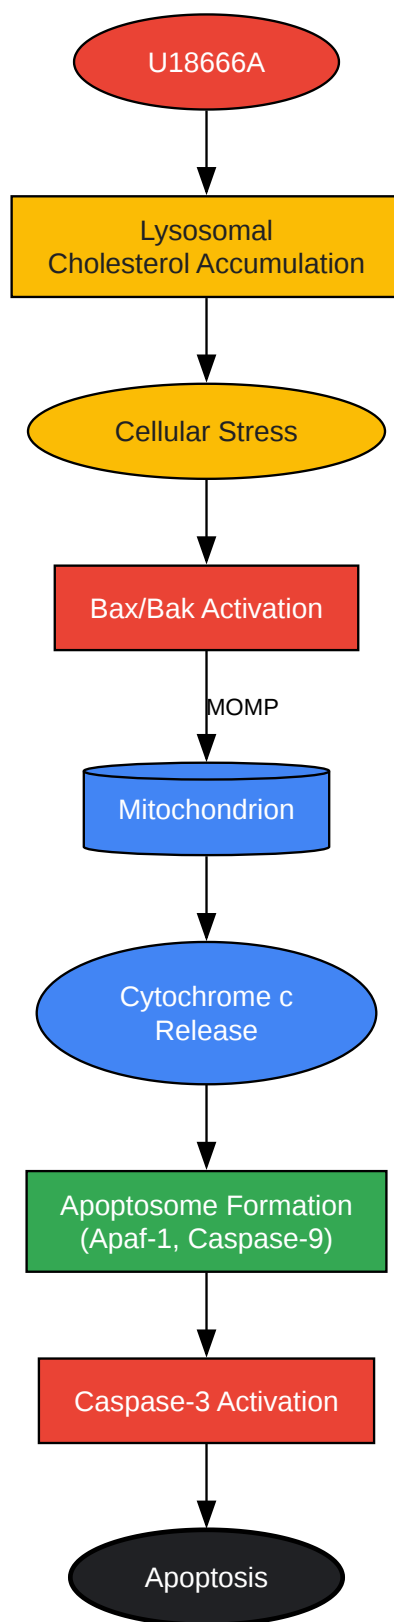 U18666A
Lysosomal
Cholesterol Accumulation
Cellular Stress
Bax/Bak Activation
MOMP
Mitochondrion
Cytochrome c
Release
Apoptosome Formation
(Apaf-1, Caspase-9)
Caspase-3 Activation
Apoptosis